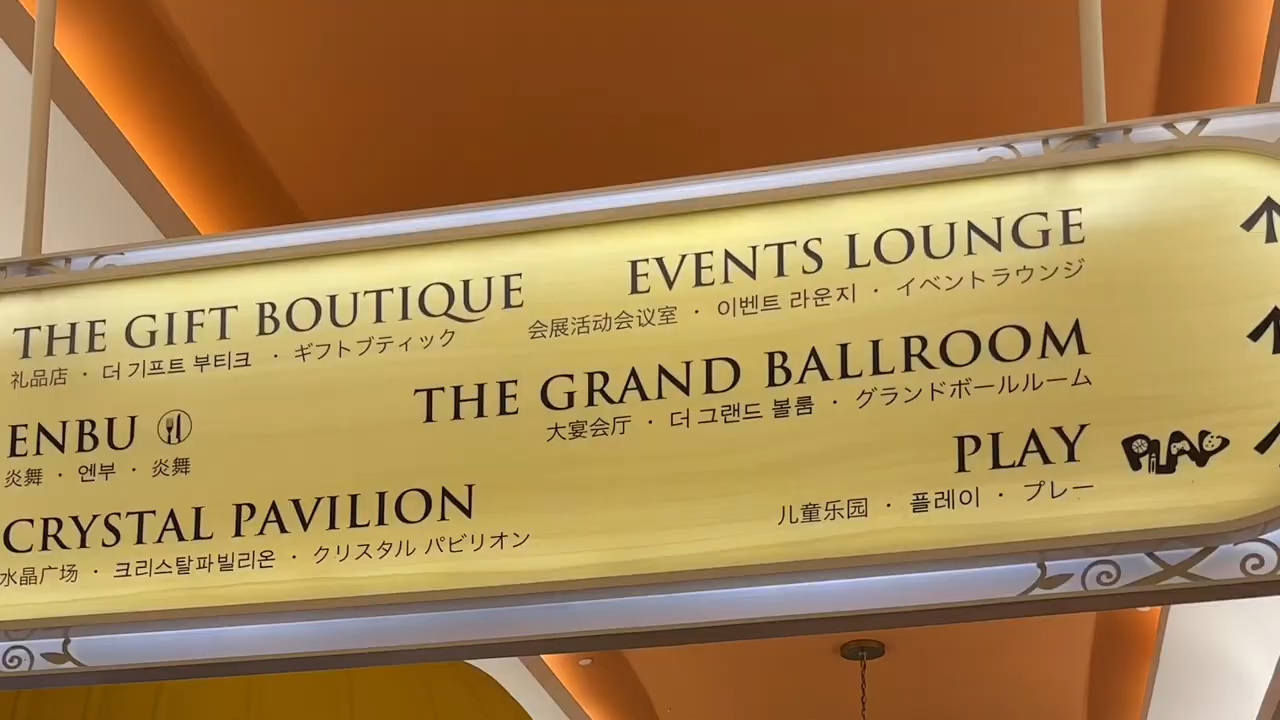 THE GIFT BOUTIQUE
礼品店 · 더 기프트 부티크 · ギフトブティック
ENBU
炎舞 · 엔부 · 炎舞
CRYSTAL PAVILION
水晶广场 · 크리스탈파빌리온 · クリスタル パビリオン
EVENTS LOUNGE
会展活动会议室 · 이벤트 라운지 · イベントラウンジ
THE GRAND BALLROOM
大宴会厅 · 더 그랜드 볼룸 · グランドボールルーム
PLAY PLAY
儿童乐园 · 플레이 · プレー